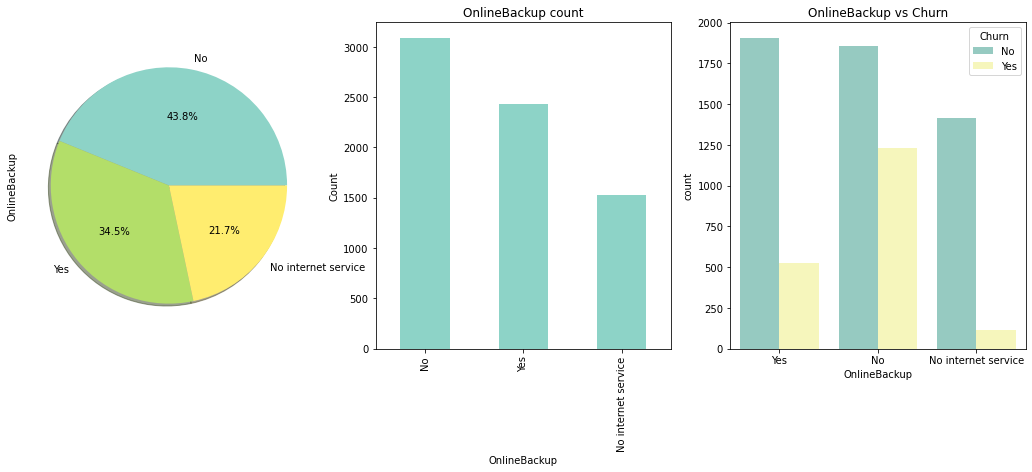 No
43.8%
OnlineBackup
34.5%
21.7%
Yes
No internet service
OnlineBackup count
3000
2500
2000
1500
1000
500
0
Count
No
Yes
No internet service
OnlineBackup
OnlineBackup vs Churn
2000
1750
1500
1250
1000
750
500
250
0
count
Churn
No
Yes
Yes
No
No internet service
OnlineBackup